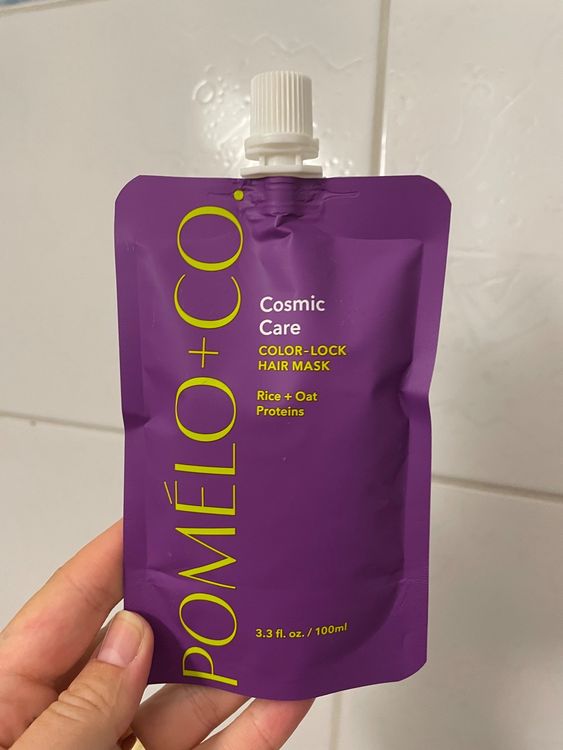 POMÉLO+CO.
Cosmic
Care
COLOR-LOCK
HAIR MASK
Rice + Oat
Proteins
3.3 fl. oz. / 100ml